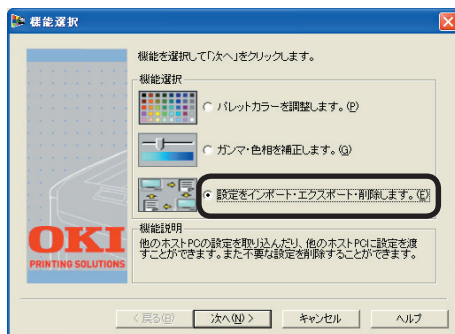 機能選択
機能を選択して「次へ」をクリックします。
機能選択
パレットカラーを調整します。(P)
ガンマ・色相を補正します。(G)
設定をインポート・エクスポート・削除します。(E)
OKI
PRINTING SOLUTIONS
機能説明
他のホストPCの設定を取り込んだり、他のホストPCに設定を渡
すことができます。また不要な設定を削除することができます。
< 戻る(B)
次へ(N) >
キャンセル
ヘルプ